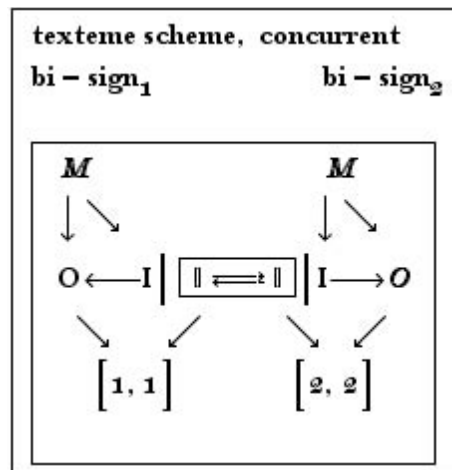 texteme scheme, concurrent
bi – sign₁ bi – sign₂
M M
O ← I | 𝕀 ⇌ 𝕀 | I → O
[1, 1] [2, 2]